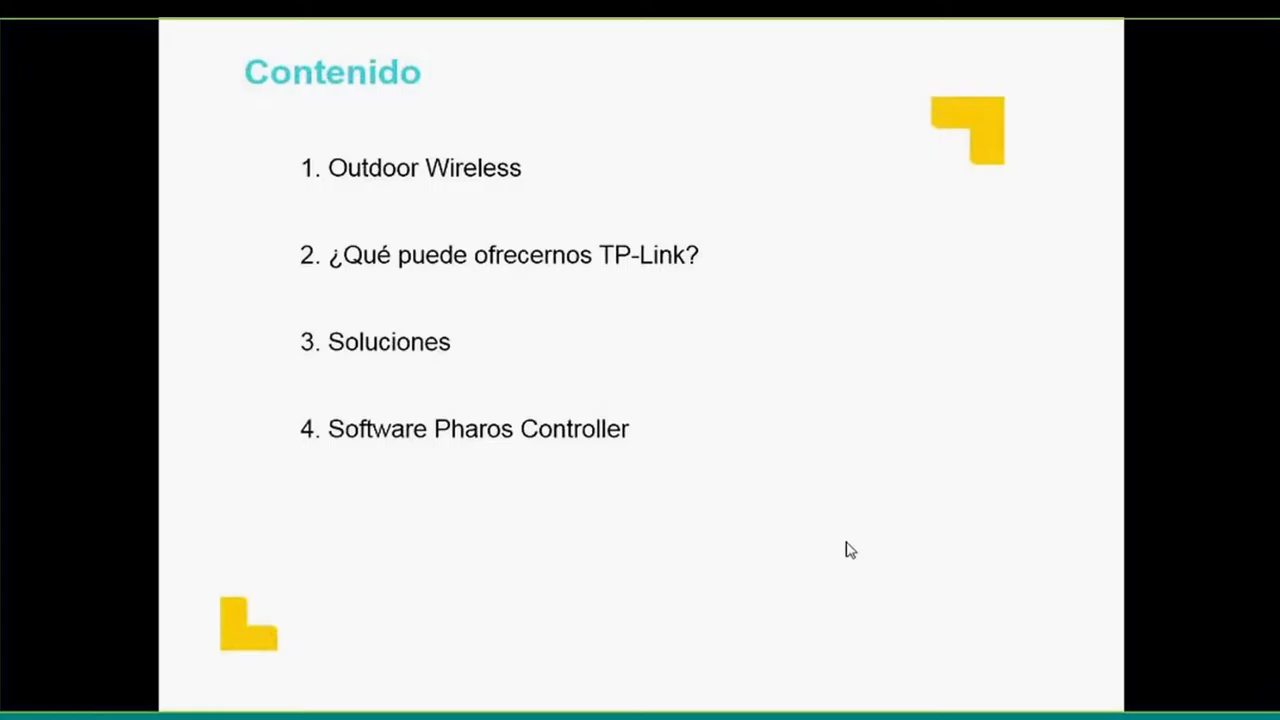 Contenido
1. Outdoor Wireless
2. ¿Qué puede ofrecernos TP-Link?
3. Soluciones
4. Software Pharos Controller